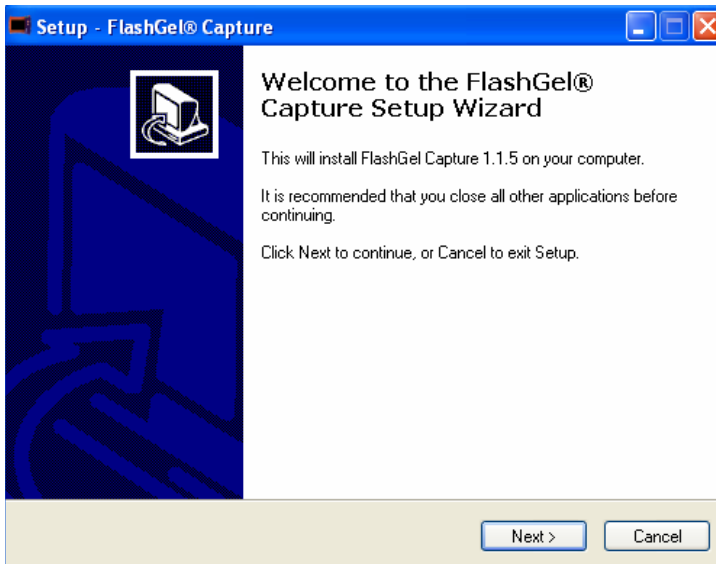 Setup - FlashGel® Capture
Welcome to the FlashGel®
Capture Setup Wizard
This will install FlashGel Capture 1.1.5 on your computer.
It is recommended that you close all other applications before
continuing.
Click Next to continue, or Cancel to exit Setup.
Next >
Cancel